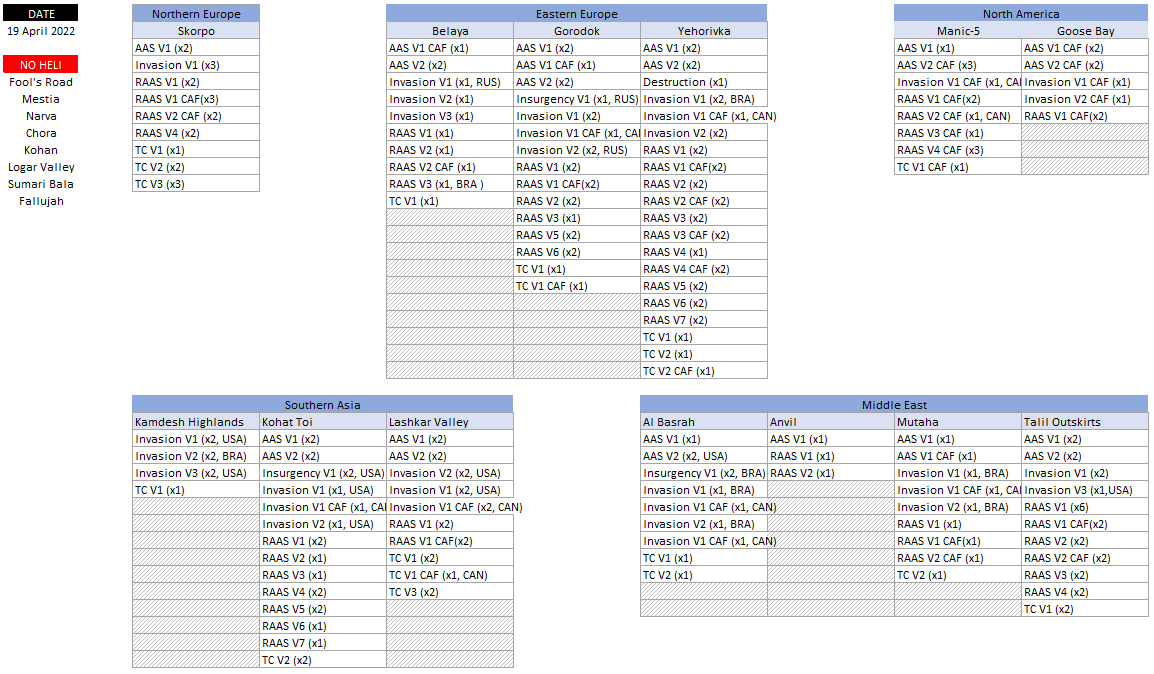 DATE
19 April 2022
NO HELI
Fool's Road
Mestia
Narva
Chora
Kohan
Logar Valley
Sumari Bala
Fallujah
Northern Europe
Skorpo
AAS V1 (x2)
Invasion V1 (x3)
RAAS V1 (x2)
RAAS V1 CAF(x3)
RAAS V2 CAF (x2)
RAAS V4 (x2)
TC V1 (x1)
TC V2 (x2)
TC V3 (x3)
Eastern Europe
Belaya
AAS V1 CAF (x1)
AAS V2 (x2)
Invasion V1 (x1, RUS)
Invasion V2 (x1)
Invasion V3 (x1)
RAAS V1 (x1)
RAAS V2 (x1)
RAAS V2 CAF (x1)
RAAS V3 (x1, BRA )
TC V1 (x1)
Gorodok
AAS V1 (x2)
AAS V1 CAF (x1)
AAS V2 (x2)
Insurgency V1 (x1, RUS)
Invasion V1 (x2)
Invasion V1 CAF (x1, CA
Invasion V2 (x2, RUS)
RAAS V1 (x2)
RAAS V1 CAF(x2)
RAAS V2 (x2)
RAAS V3 (x1)
RAAS V5 (x2)
RAAS V6 (x2)
TC V1 (x1)
TC V1 CAF (x1)
Yehorivka
AAS V1 (x2)
AAS V2 (x2)
Destruction (x1)
Invasion V1 (x2, BRA)
Invasion V1 CAF (x1, CAN)
Invasion V2 (x2)
RAAS V1 (x2)
RAAS V1 CAF(x2)
RAAS V2 (x2)
RAAS V2 CAF (x2)
RAAS V3 (x2)
RAAS V3 CAF (x2)
RAAS V4 (x1)
RAAS V4 CAF (x2)
RAAS V5 (x2)
RAAS V6 (x2)
RAAS V7 (x2)
TC V1 (x1)
TC V2 (x1)
TC V2 CAF (x1)
North America
Manic-5
AAS V1 (x1)
AAS V2 CAF (x3)
Invasion V1 CAF (x1, CA
RAAS V1 CAF(x2)
RAAS V2 CAF (x1, CAN)
RAAS V3 CAF (x1)
RAAS V4 CAF (x3)
TC V1 CAF (x1)
Goose Bay
AAS V1 CAF (x2)
AAS V2 CAF (x2)
Invasion V1 CAF (x1)
Invasion V2 CAF (x1)
RAAS V1 CAF(x2)
Southern Asia
Kamdesh Highlands
Invasion V1 (x2, USA)
Invasion V2 (x2, BRA)
Invasion V3 (x2, USA)
TC V1 (x1)
Kohat Toi
AAS V1 (x2)
AAS V2 (x2)
Insurgency V1 (x2, USA)
Invasion V1 (x1, USA)
Invasion V1 CAF (x1, CA
Invasion V2 (x1, USA)
RAAS V1 (x2)
RAAS V2 (x1)
RAAS V3 (x1)
RAAS V4 (x2)
RAAS V5 (x2)
RAAS V6 (x1)
RAAS V7 (x1)
TC V2 (x2)
Lashkar Valley
AAS V1 (x2)
AAS V2 (x2)
Invasion V2 (x2, USA)
Invasion V1 (x2, USA)
Invasion V1 CAF (x2, CAN)
RAAS V1 (x2)
RAAS V1 CAF(x2)
TC V1 (x2)
TC V1 CAF (x1, CAN)
TC V3 (x2)
Middle East
Al Basrah
AAS V1 (x1)
AAS V2 (x2, USA)
Insurgency V1 (x2, BRA)
Invasion V1 (x1, BRA)
Invasion V1 CAF (x1, CAN)
Invasion V2 (x1, BRA)
Invasion V1 CAF (x1, CAN)
TC V1 (x1)
TC V2 (x1)
Anvil
AAS V1 (x1)
RAAS V1 (x1)
RAAS V2 (x1)
Mutaha
AAS V1 (x1)
AAS V1 CAF (x1)
Invasion V1 (x1, BRA)
Invasion V1 CAF (x1, CA
Invasion V2 (x1, BRA)
RAAS V1 (x1)
RAAS V1 CAF(x1)
RAAS V2 CAF (x1)
TC V2 (x1)
Talil Outskirts
AAS V1 (x2)
AAS V2 (x2)
Invasion V1 (x2)
Invasion V3 (x1,USA)
RAAS V1 (x6)
RAAS V1 CAF(x2)
RAAS V2 (x2)
RAAS V2 CAF (x2)
RAAS V3 (x2)
RAAS V4 (x2)
TC V1 (x2)